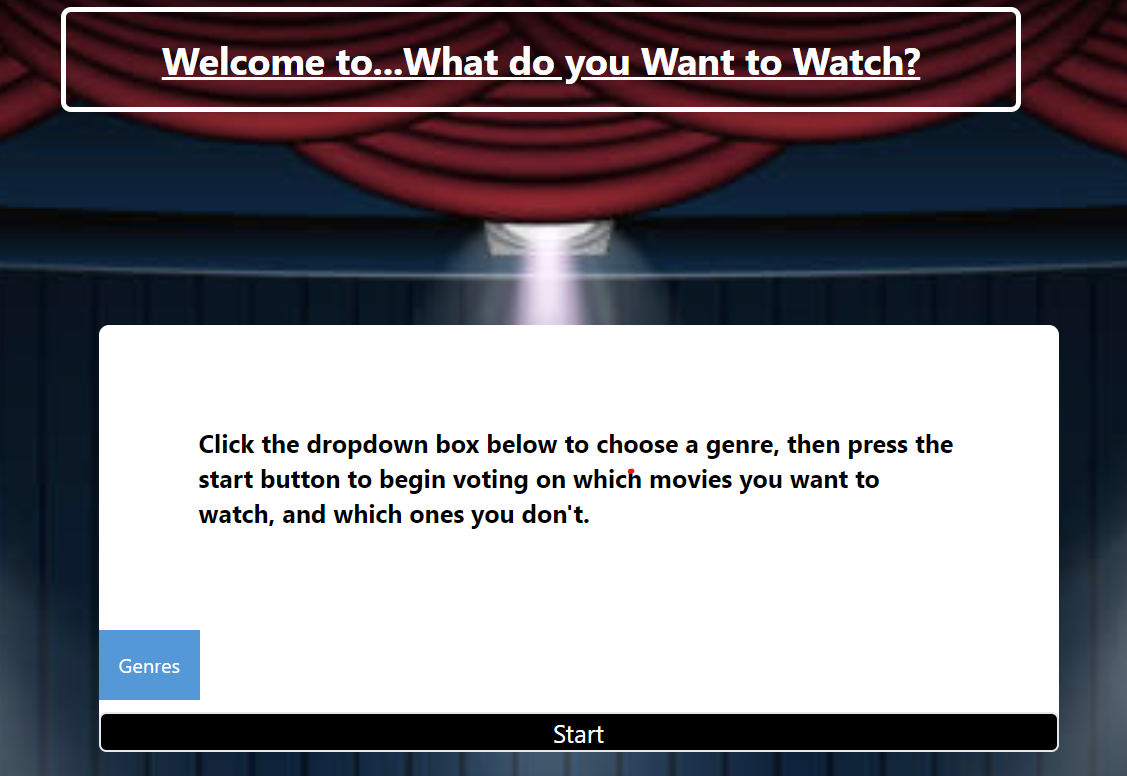 Welcome to...What do you Want to Watch?
Click the dropdown box below to choose a genre, then press the
start button to begin voting on which movies you want to
watch, and which ones you don't.
Genres
Start